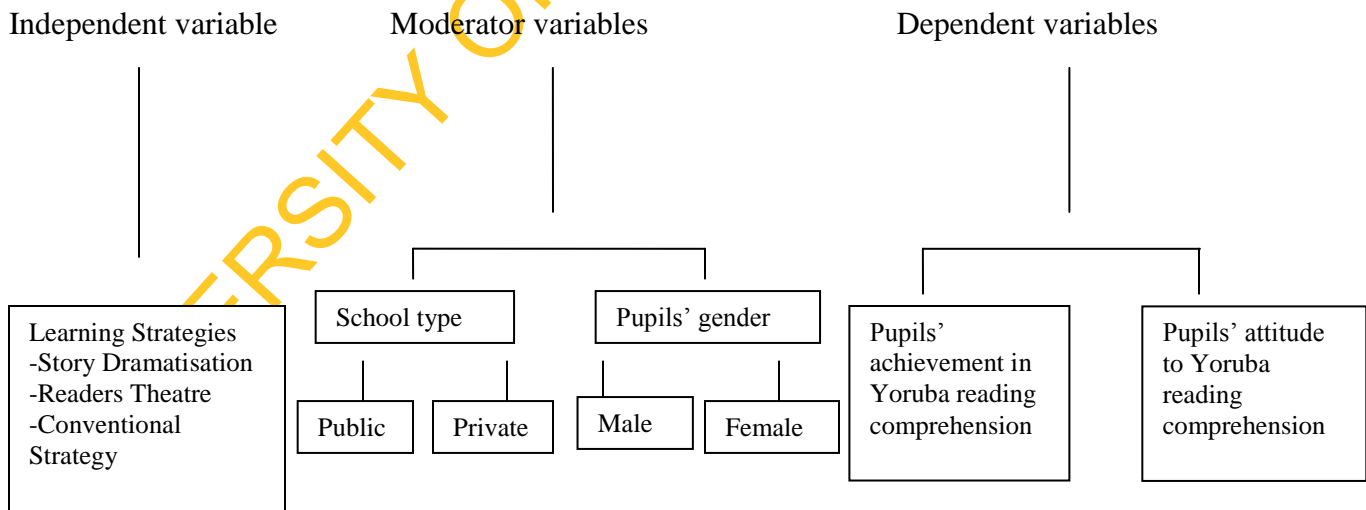 Independent variable
Moderator variables
Dependent variables
Learning Strategies
-Story Dramatisation
-Readers Theatre
-Conventional
Strategy
School type
Pupils’ gender
Public
Private
Male
Female
Pupils’
achievement in
Yoruba reading
comprehension
Pupils’ attitude
to Yoruba
reading
comprehension
ERSITY O